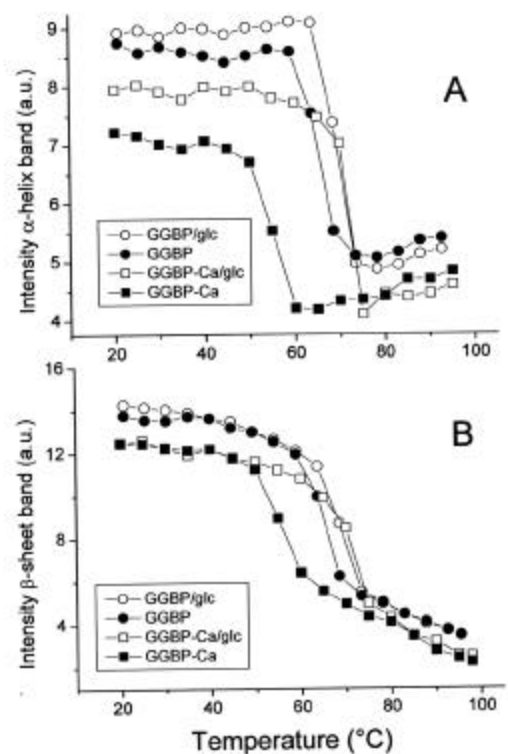 A
Intensity α-helix band (a.u.)
9
8
7
6
5
4
GGBP/glc
GGBP
GGBP-Ca/glc
GGBP-Ca
20 40 60 80 100
B
Intensity β-sheet band (a.u.)
16
12
8
4
GGBP/glc
GGBP
GGBP-Ca/glc
GGBP-Ca
20 40 60 80 100
Temperature (°C)